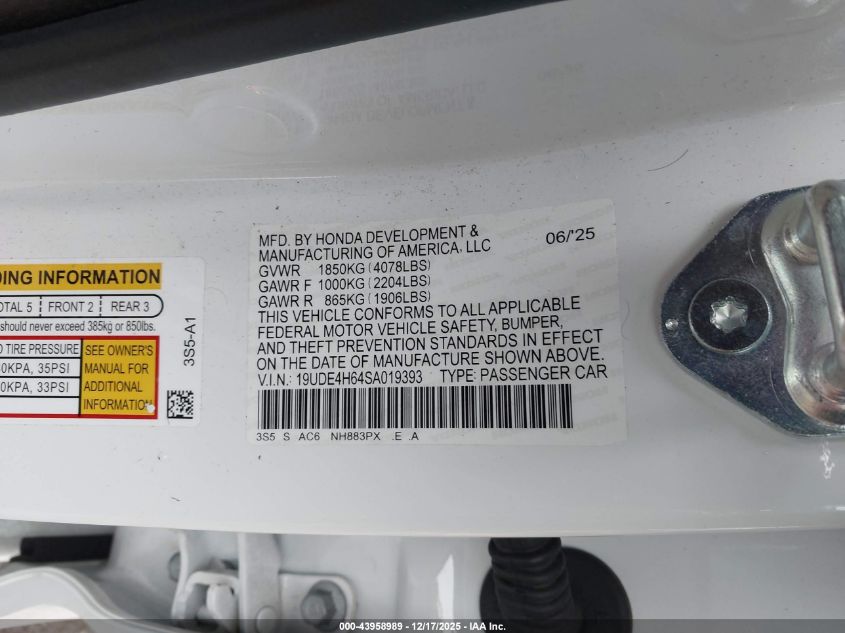 MFD. BY HONDA DEVELOPMENT &
MANUFACTURING OF AMERICA, LLC
06/'25
GVWR 1850KG (4078LBS)
GAWR F 1000KG (2204LBS)
GAWR R 865KG (1906LBS)
THIS VEHICLE CONFORMS TO ALL APPLICABLE
FEDERAL MOTOR VEHICLE SAFETY, BUMPER,
AND THEFT PREVENTION STANDARDS IN EFFECT
ON THE DATE OF MANUFACTURE SHOWN ABOVE.
V.I.N.: 19UDE4H64SA019393 TYPE: PASSENGER CAR
3S5 S AC6 NH883PX .E .A
DING INFORMATION
OTAL 5 FRONT 2 REAR 3
should never exceed 385kg or 850lbs.
D TIRE PRESSURE
0KPA, 35PSI
0KPA, 33PSI
SEE OWNER'S
MANUAL FOR
ADDITIONAL
INFORMATION
3S5-A1
000-43958989 - 12/17/2025 - IAA Inc.